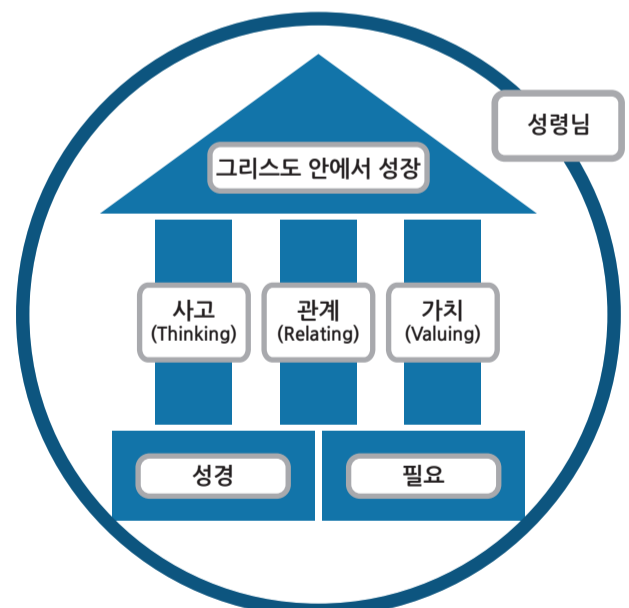 성령님
그리스도 안에서 성장
사고
(Thinking)
관계
(Relating)
가치
(Valuing)
성경
필요